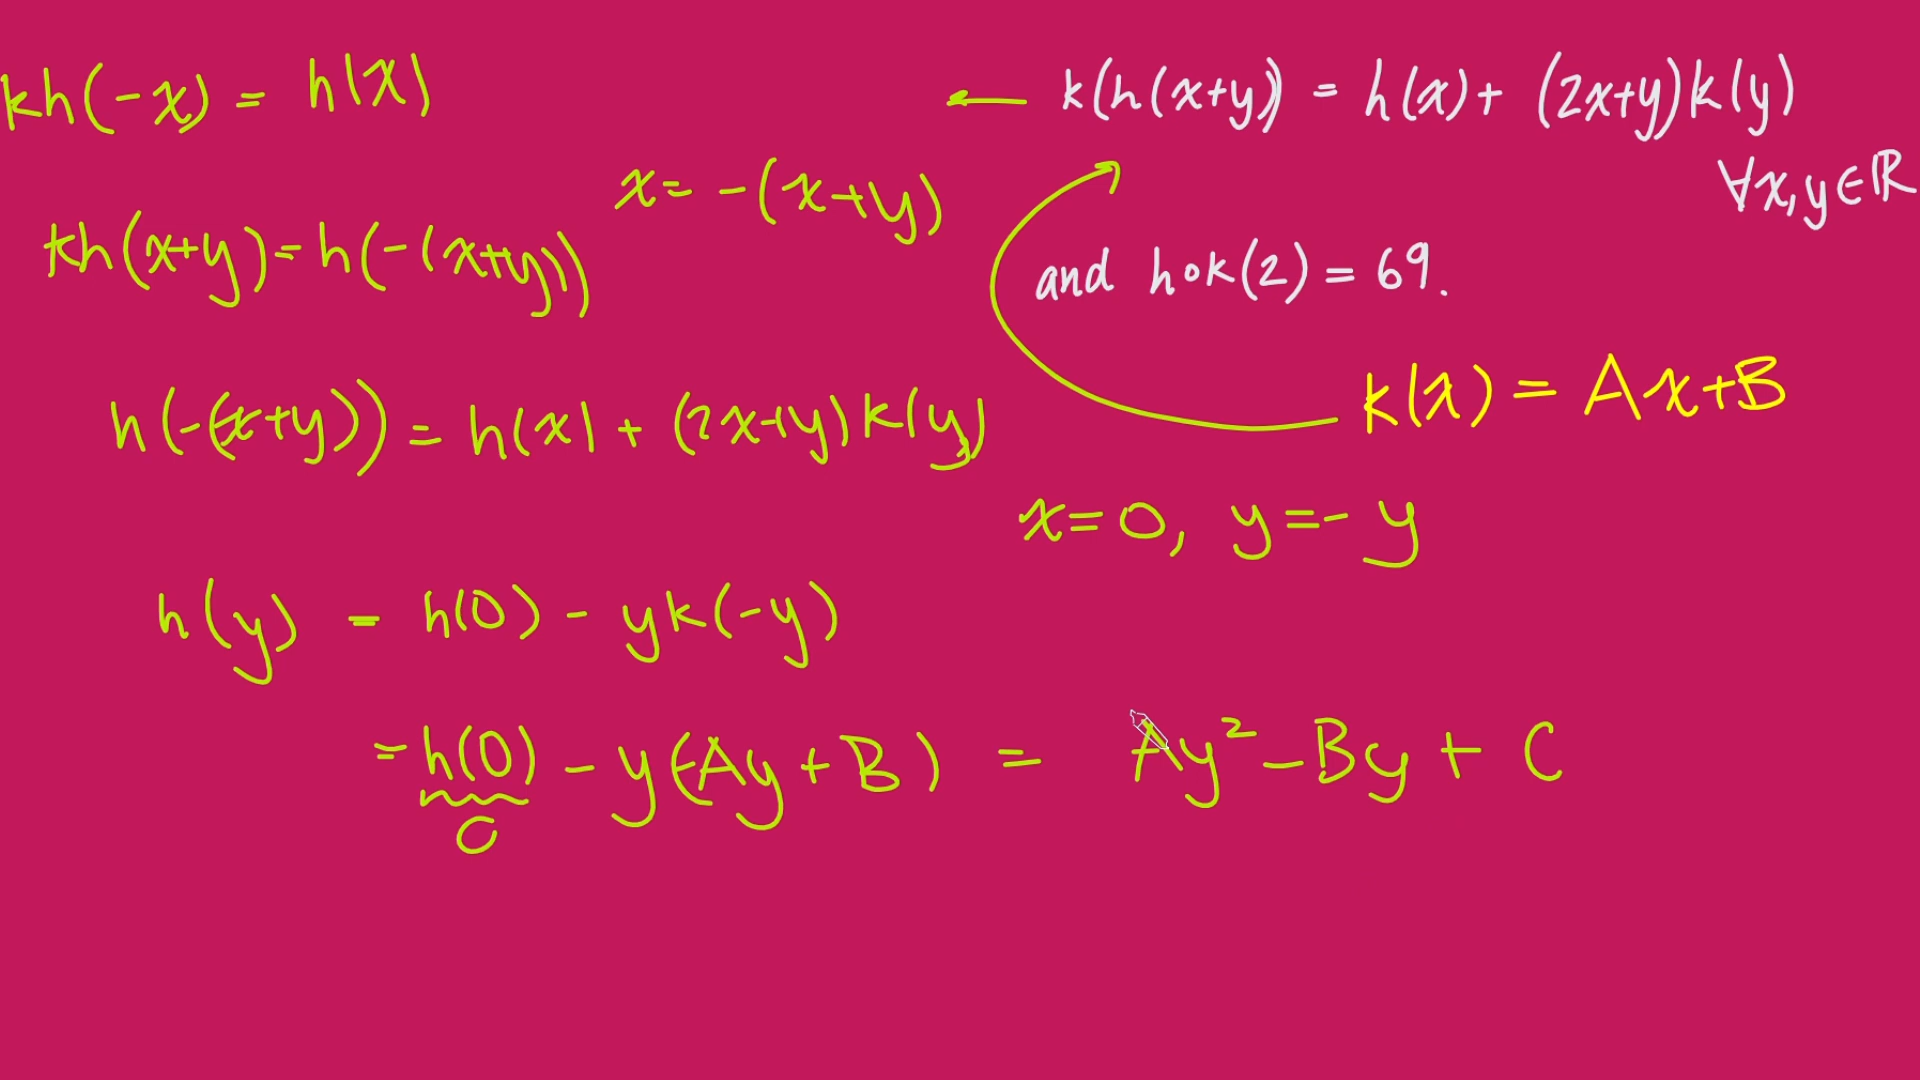 kh(-x) = h(x)
← k(h(x+y)) = h(x) + (2x+y)k(y)
∀x, y ∈ ℝ
x = -(x+y)
kh(x+y) = h(-(x+y))
and h∘k(2) = 69.
k(x) = Ax+B
h(-(x+y)) = h(x) + (2x+y)k(y)
x=0, y=-y
h(y) = h(0) - yk(-y)
= h(0) - y(-Ay+B) = Ay² - By + C
C